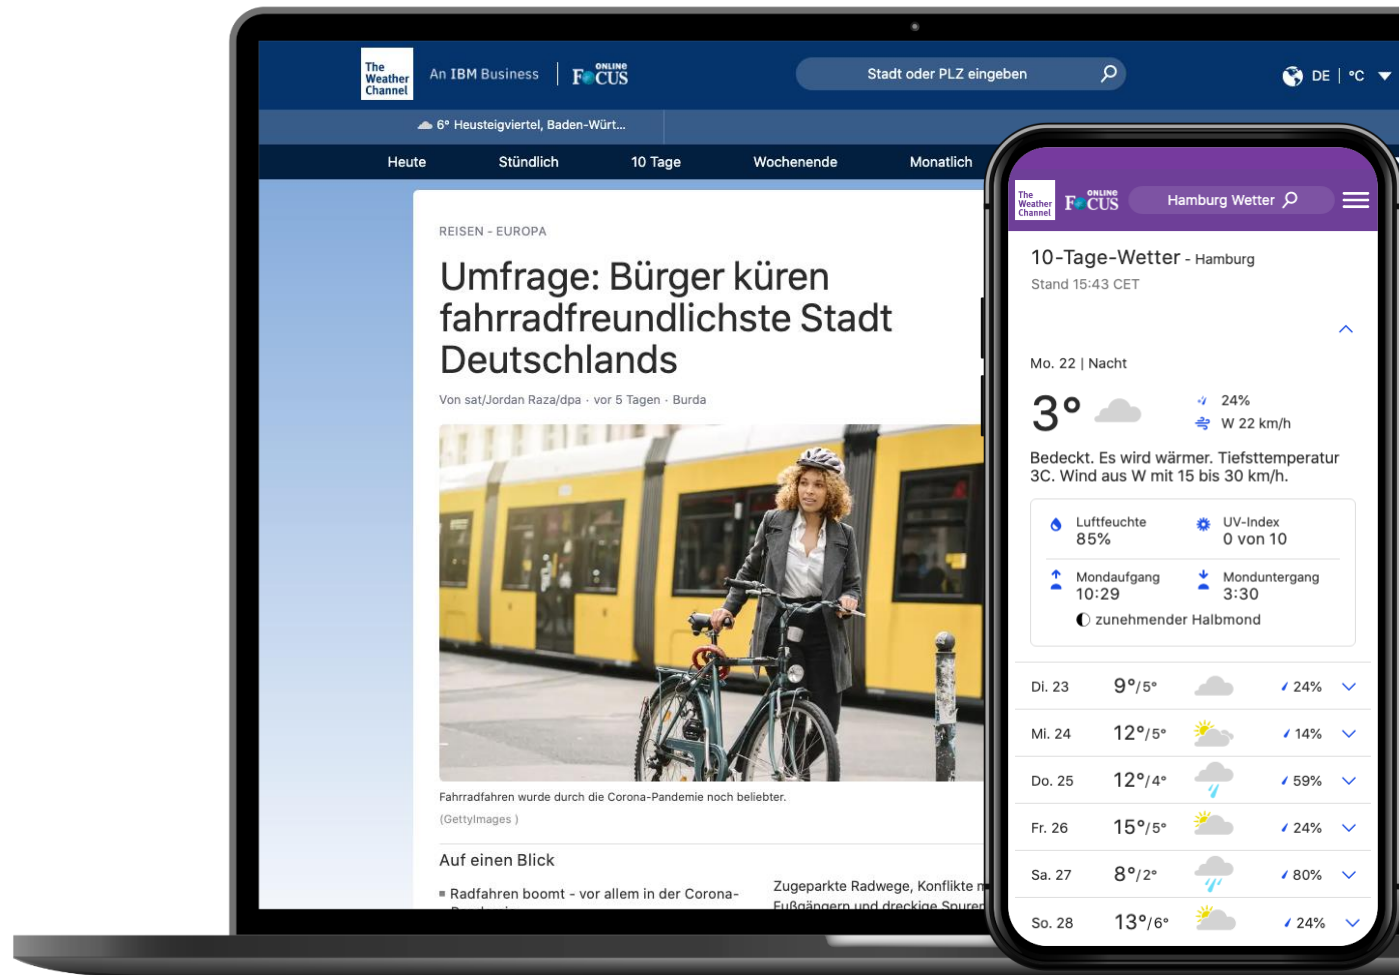 The
Weather
Channel
An IBM Business
ONLINE
FOCUS
Stadt oder PLZ eingeben
DE | °C
6° Heusteigviertel, Baden-Würt...
Heute Stündlich 10 Tage Wochenende Monatlich
REISEN - EUROPA
Umfrage: Bürger küren
fahrradfreundlichste Stadt
Deutschlands
Von sat/Jordan Raza/dpa · vor 5 Tagen · Burda
Fahrradfahren wurde durch die Corona-Pandemie noch beliebter.
(GettyImages )
Auf einen Blick
Radfahren boomt - vor allem in der Corona-
Zugeparkte Radwege, Konflikte
Fußgängern und dreckige Spuren
The
Weather
Channel
ONLINE
FOCUS
Hamburg Wetter
10-Tage-Wetter - Hamburg
Stand 15:43 CET
Mo. 22 | Nacht
3°
24%
W 22 km/h
Bedeckt. Es wird wärmer. Tiefsttemperatur
3C. Wind aus W mit 15 bis 30 km/h.
Luftfeuchte
85%
UV-Index
0 von 10
Mondaufgang
10:29
Monduntergang
3:30
zunehmender Halbmond
Di. 23 9°/5° 24%
Mi. 24 12°/5° 14%
Do. 25 12°/4° 59%
Fr. 26 15°/5° 24%
Sa. 27 8°/2° 80%
So. 28 13°/6° 24%